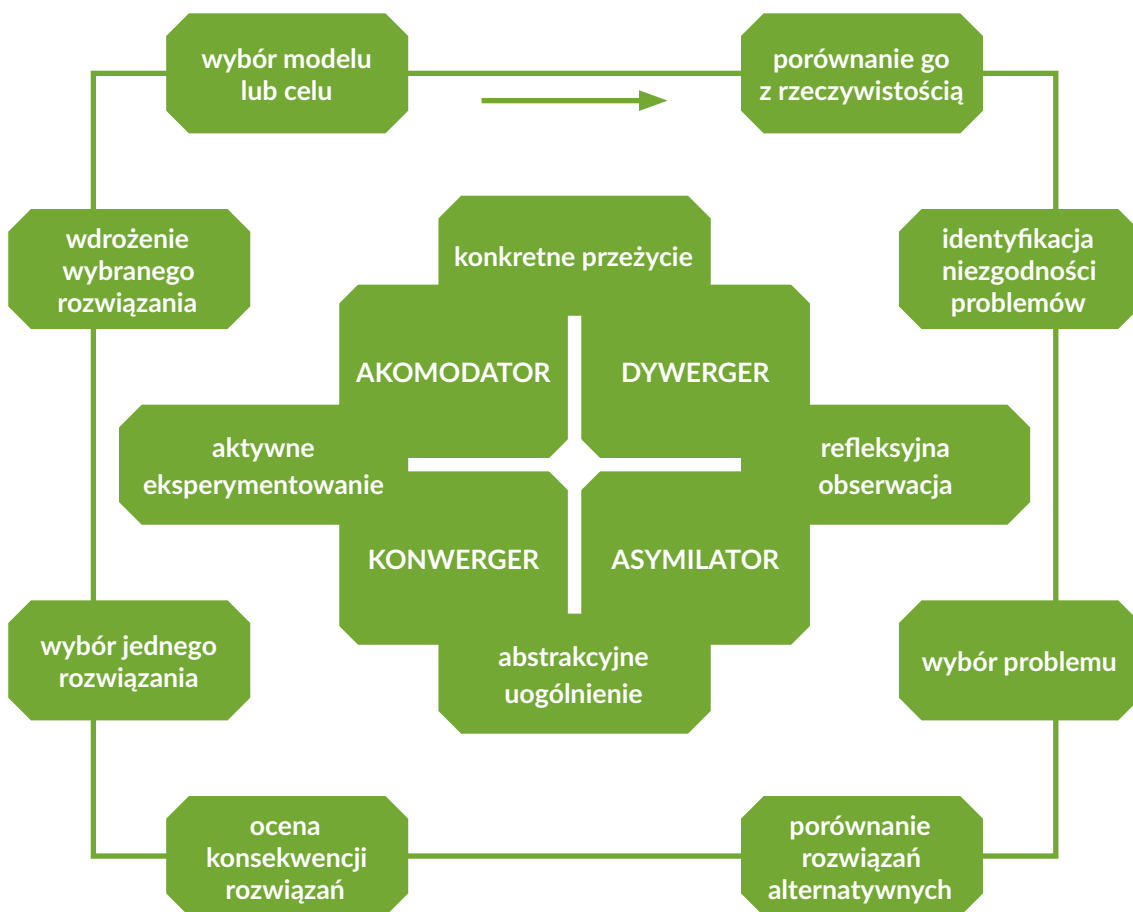 wybór modelu
lub celu
porównanie go
z rzeczywistością
wdrożenie
wybranego
rozwiązania
identyfikacja
niezgodności
problemów
konkretne przeżycie
AKOMODATOR
DYWERGER
aktywne
eksperymentowanie
refleksyjna
obserwacja
KONWERGER
ASYMILATOR
abstrakcyjne
uogólnienie
wybór jednego
rozwiązania
wybór problemu
ocena
konsekwencji
rozwiązań
porównanie
rozwiązań
alternatywnych